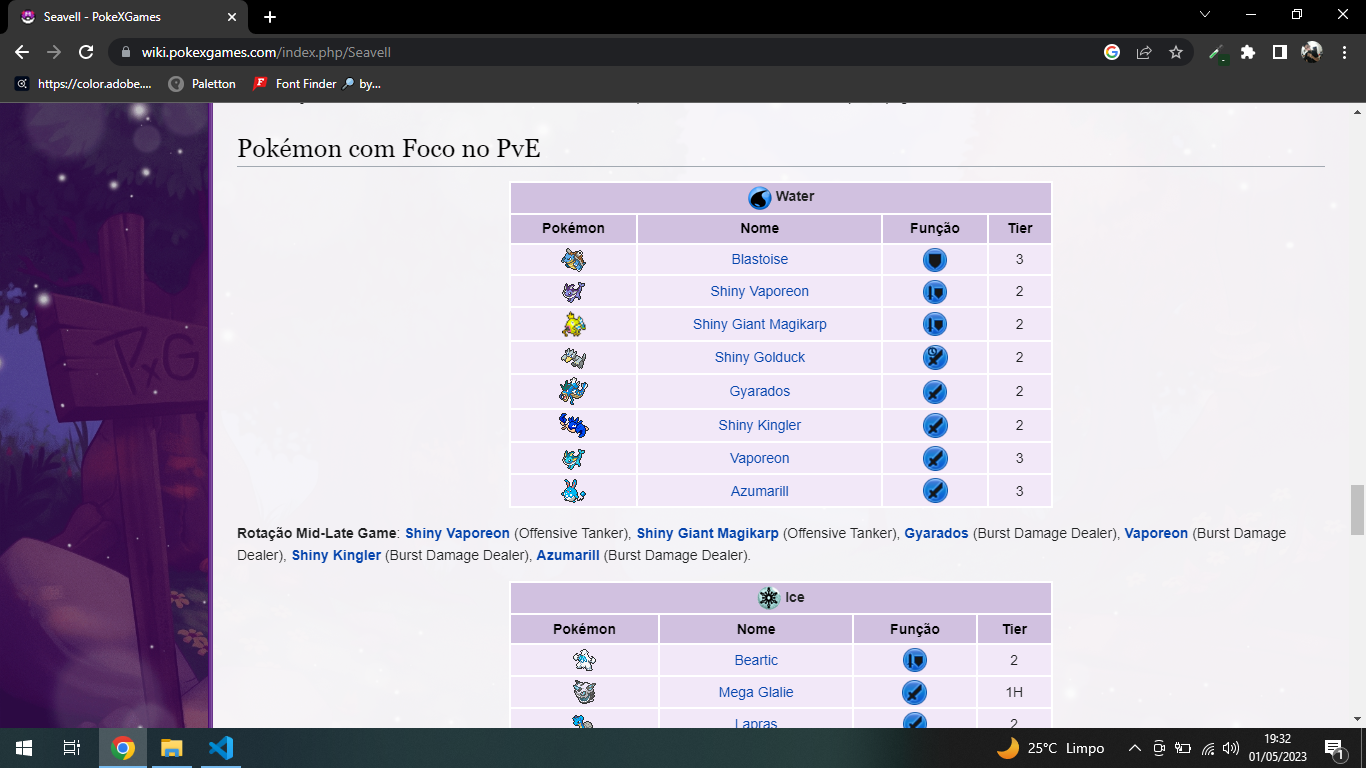 Seavell - PokeXGames
wiki.pokexgames.com/index.php/Seavell
https://color.adobe....
Paletton
Font Finder 🔎 by...
PxG
Pokémon com Foco no PvE
Water
Pokémon Nome Função Tier
Blastoise 3
Shiny Vaporeon 2
Shiny Giant Magikarp 2
Shiny Golduck 2
Gyarados 2
Shiny Kingler 2
Vaporeon 3
Azumarill 3
Rotação Mid-Late Game: Shiny Vaporeon (Offensive Tanker), Shiny Giant Magikarp (Offensive Tanker), Gyarados (Burst Damage Dealer), Vaporeon (Burst Damage
Dealer), Shiny Kingler (Burst Damage Dealer), Azumarill (Burst Damage Dealer).
Ice
Pokémon Nome Função Tier
Beartic 2
Mega Glalie 1H
Lapras 2
25°C Limpo
19:32
01/05/2023
1